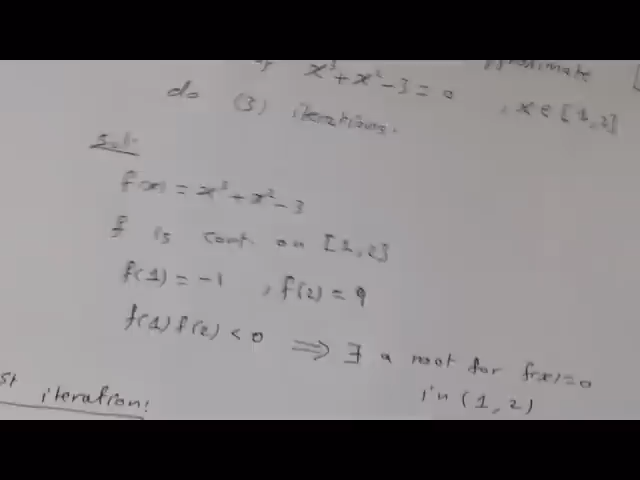 x³+x²-3=0 , x∈[1,2]
do (3) iterations.
Sol:
f(x) = x³+x²-3
f is cont. on [1,2]
f(1) = -1 , f(2) = 9
f(1) f(2) < 0 ⟹ ∃ a root for f(x)=0
in (1,2)
iteration: